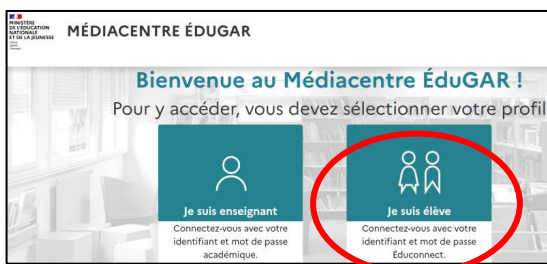 MINISTÈRE
DE L'ÉDUCATION
NATIONALE
ET DE LA JEUNESSE
MÉDIACENTRE ÉDUGAR
Bienvenue au Médiacentre ÉduGAR !
Pour y accéder, vous devez sélectionner votre profil
Je suis enseignant
Connectez-vous avec votre
identifiant et mot de passe
académique.
Je suis élève
Connectez-vous avec votre
identifiant et mot de passe
Éduconnect.